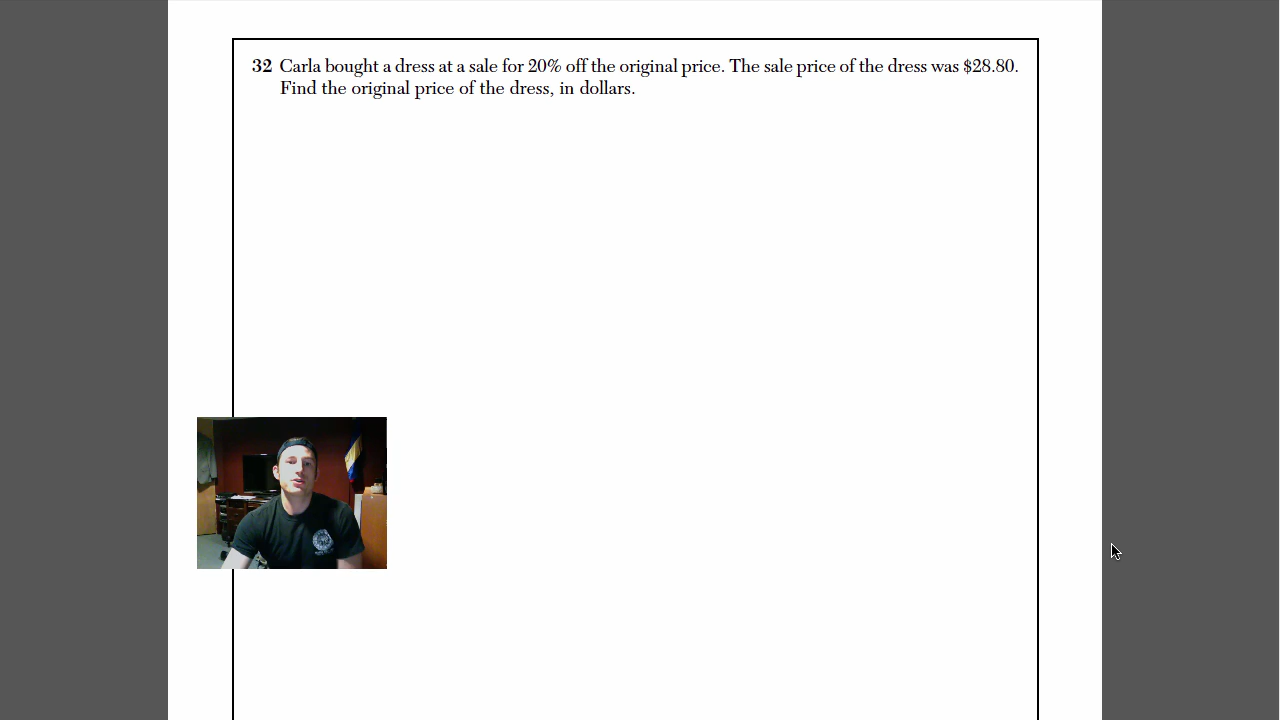 32 Carla bought a dress at a sale for 20% off the original price. The sale price of the dress was $28.80.
Find the original price of the dress, in dollars.